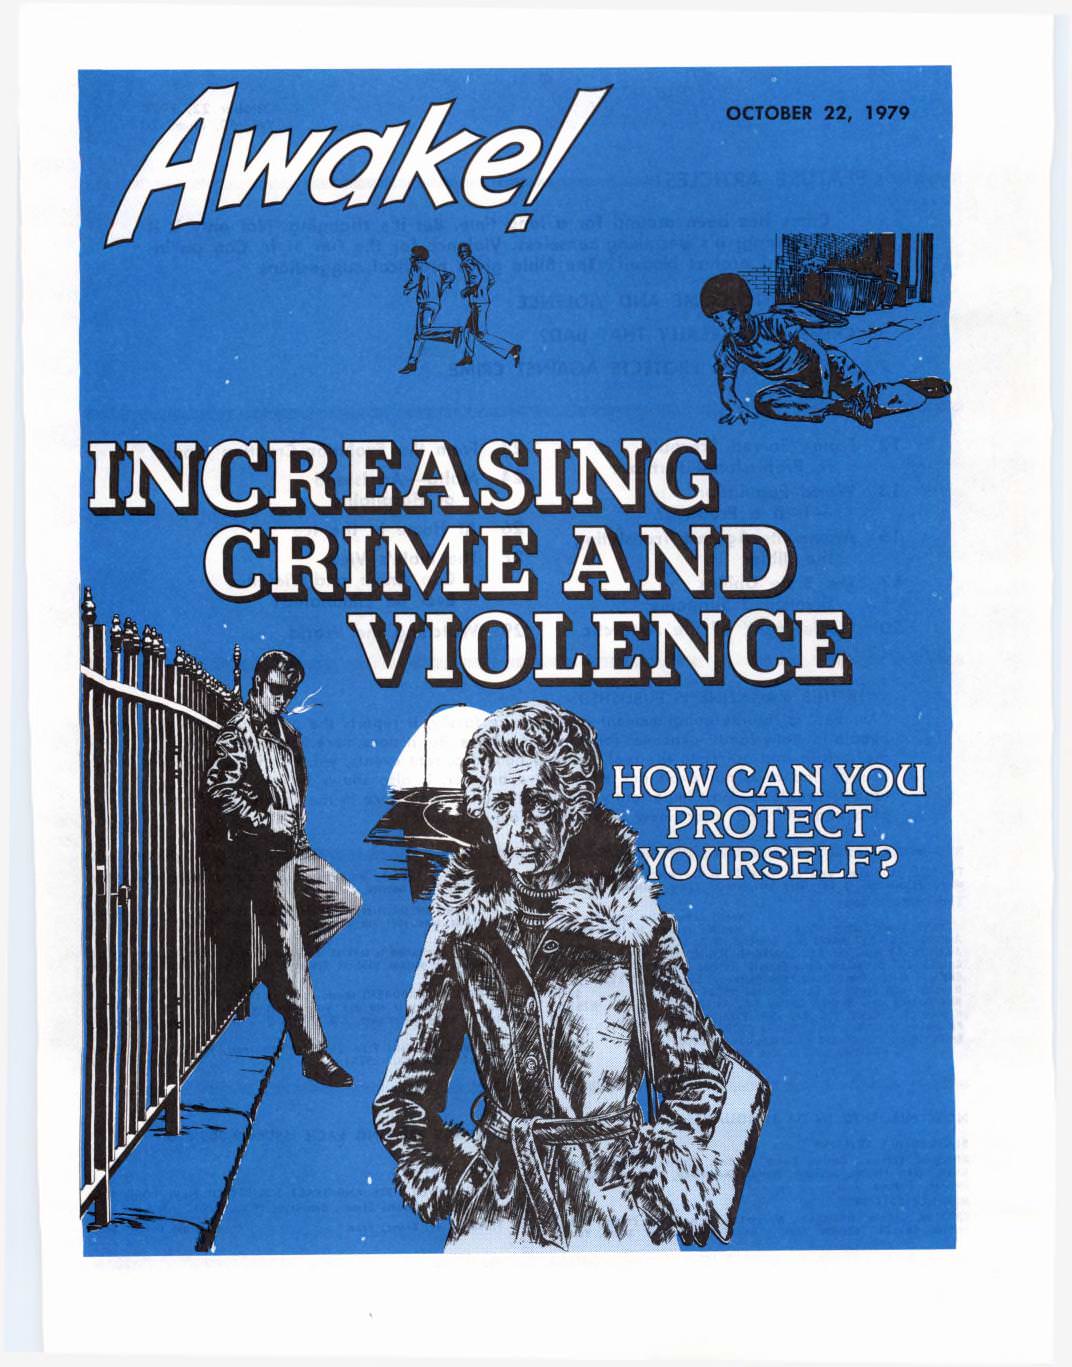 Awake!
OCTOBER 22, 1979
INCREASING
CRIME AND
VIOLENCE
HOW CAN YOU
PROTECT
YOURSELF?